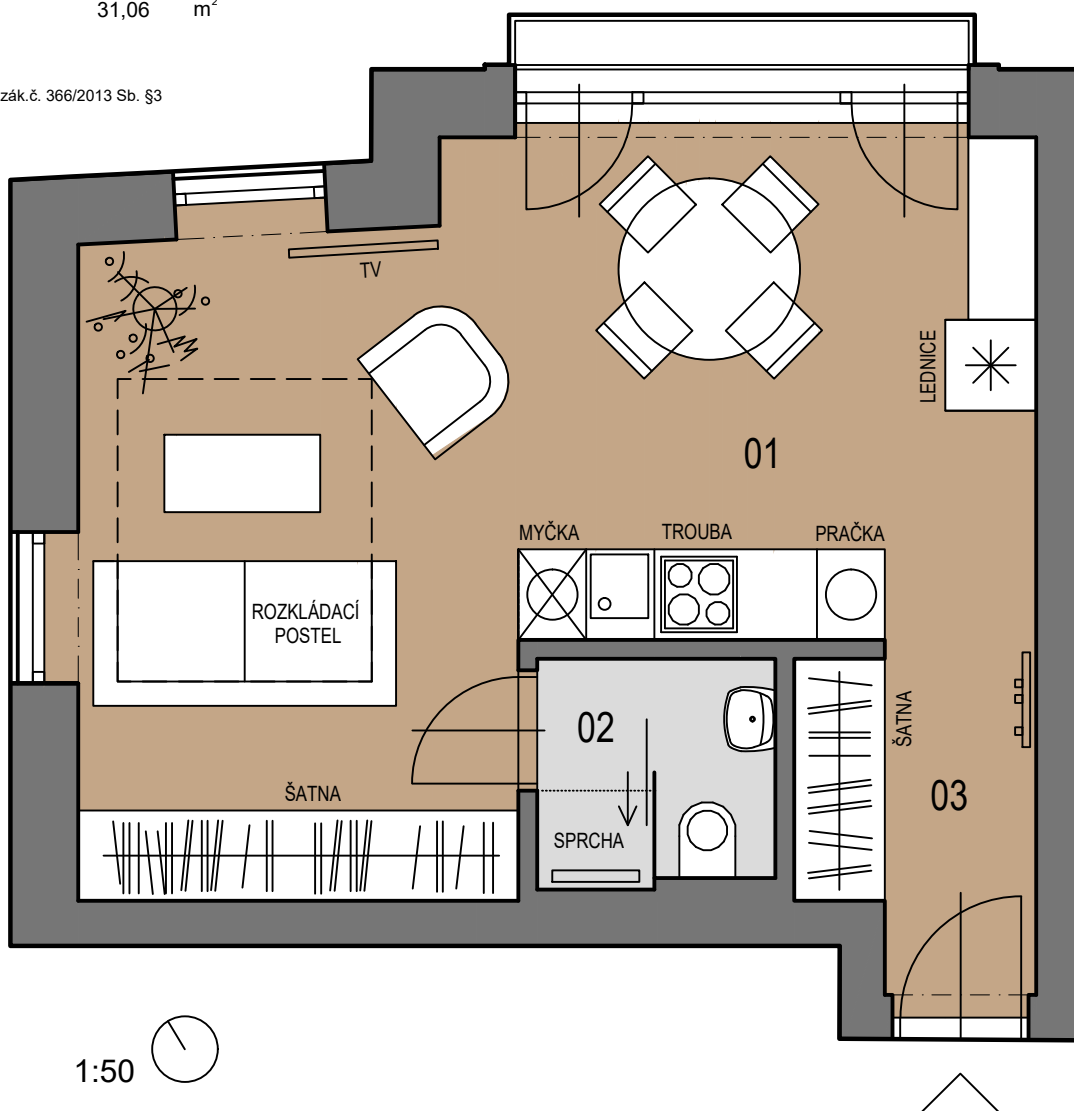 31,06 m²
zák.č. 366/2013 Sb. §3
TV
LEDNICE
01
MYČKA
TROUBA
PRAČKA
ROZKLÁDACÍ
POSTEL
02
ŠATNA
03
ŠATNA
SPRCHA
1:50